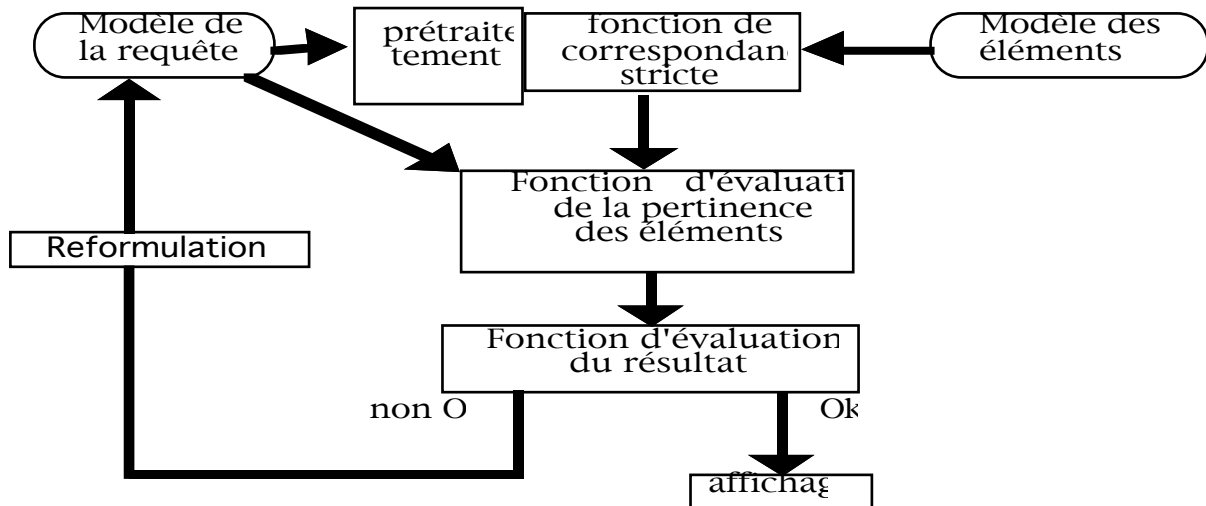 Modèle de
la requête
prétraite
tement
fonction de
correspondan
stricte
Modèle des
éléments
Fonction d'évaluati
de la pertinence
des éléments
Reformulation
Fonction d'évaluation
du résultat
non O
Ok
affichag